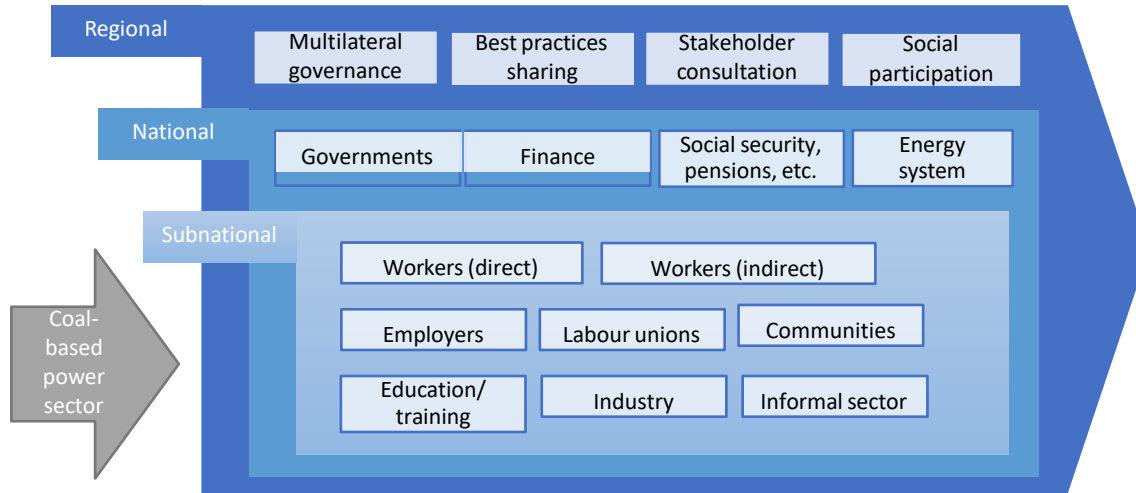 Regional
Multilateral
governance
Best practices
sharing
Stakeholder
consultation
Social
participation
National
Governments
Finance
Social security,
pensions, etc.
Energy
system
Subnational
Workers (direct)
Workers (indirect)
Employers
Labour unions
Communities
Education/
training
Industry
Informal sector
Coal-
based
power
sector